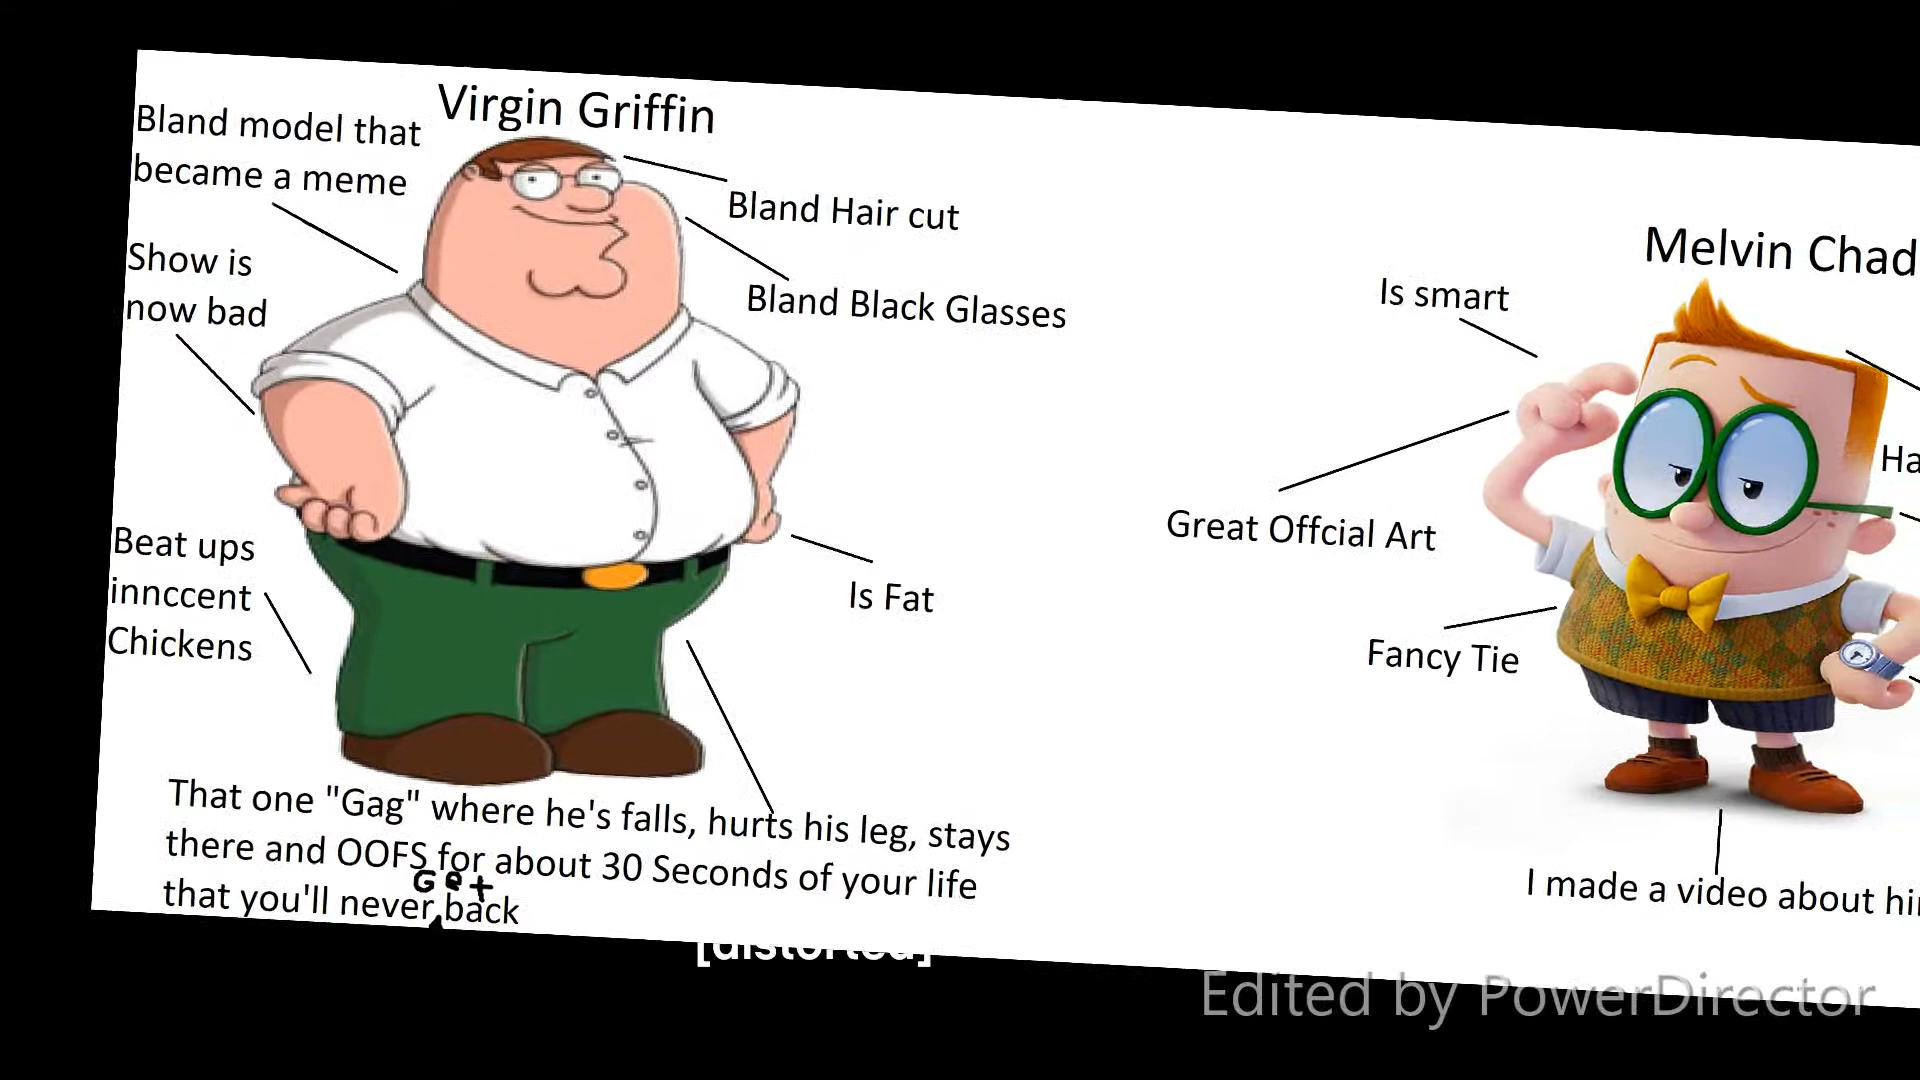 Virgin Griffin
Bland model that
became a meme
Bland Hair cut
Show is
now bad
Bland Black Glasses
Beat ups
innccent
Chickens
Is Fat
That one "Gag" where he's falls, hurts his leg, stays
there and OOFS for about 30 Seconds of your life
Get
that you'll never back
Melvin Chad
Is smart
Great Offcial Art
Fancy Tie
I made a video about
[distorted]
Edited by PowerDirector